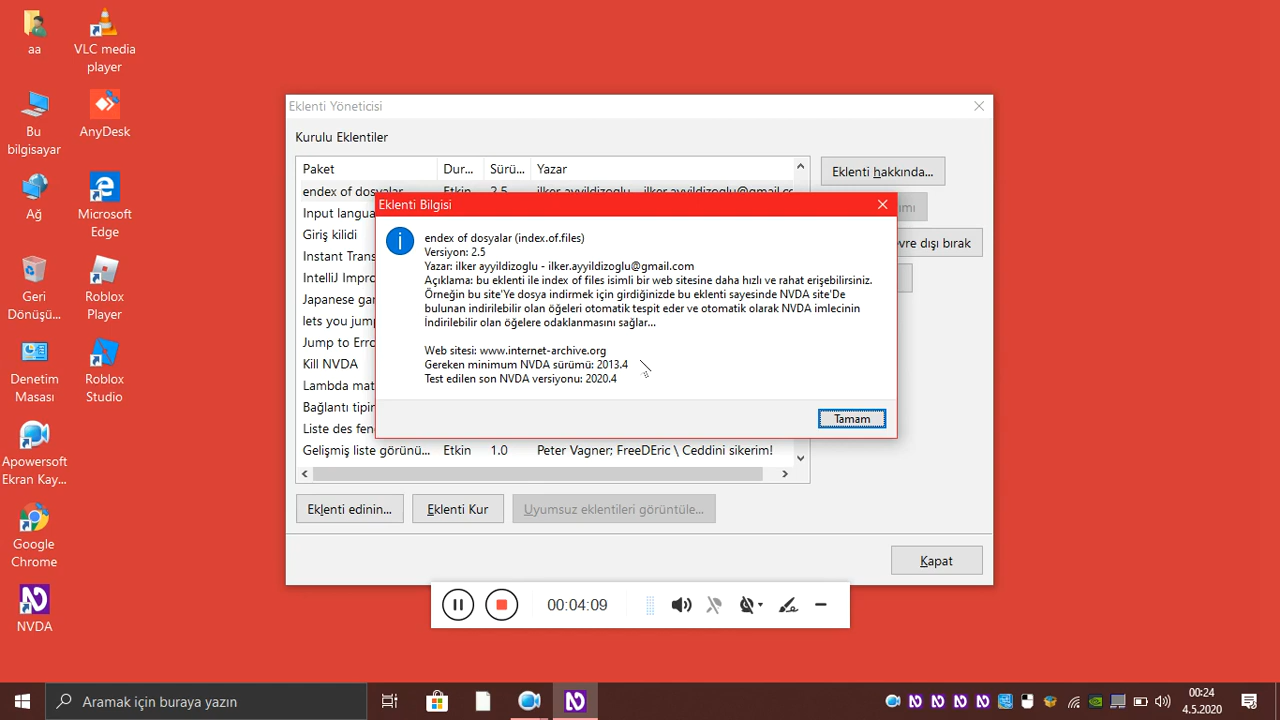 aa
VLC media
player
Bu
bilgisayar
AnyDesk
Ağ
Microsoft
Edge
Geri
Dönüşü...
Roblox
Player
Denetim
Masası
Roblox
Studio
Apowersoft
Ekran Kay...
Google
Chrome
NVDA
Eklenti Yöneticisi
Kurulu Eklentiler
Paket Dur... Sürü... Yazar
endex of dosyalar Etkin 2.5 ilker ayyildizoglu - ilker.ayyildizoglu@gmail.co
Input langua
Giriş kilidi
Instant Trans
IntelliJ Impro
Japanese gar
lets you jump
Jump to Erro
Kill NVDA
Lambda mat
Bağlantı tipin
Liste des fen
Gelişmiş liste görünü... Etkin 1.0 Peter Vagner; FreeDEric \ Ceddini sikerim!
Eklenti hakkında...
ımı
evre dışı bırak
Eklenti Bilgisi
endex of dosyalar (index.of.files)
Versiyon: 2.5
Yazar: ilker ayyildizoglu - ilker.ayyildizoglu@gmail.com
Açıklama: bu eklenti ile index of files isimli bir web sitesine daha hızlı ve rahat erişebilirsiniz.
Örneğin bu site'Ye dosya indirmek için girdiğinizde bu eklenti sayesinde NVDA site'De
bulunan indirilebilir olan öğeleri otomatik tespit eder ve otomatik olarak NVDA imlecinin
İndirilebilir olan öğelere odaklanmasını sağlar...
Web sitesi: www.internet-archive.org
Gereken minimum NVDA sürümü: 2013.4
Test edilen son NVDA versiyonu: 2020.4
Tamam
Eklenti edinin...
Eklenti Kur
Uyumsuz eklentileri görüntüle...
Kapat
00:04:09
Aramak için buraya yazın
00:24
4.5.2020